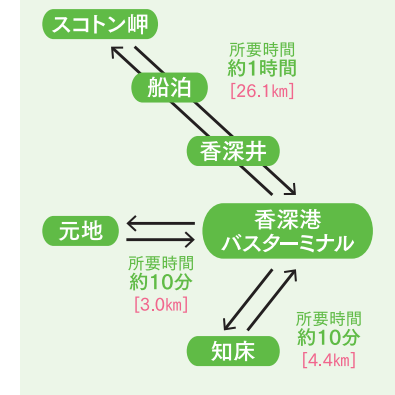 スコトン岬
所要時間
約1時間
[26.1㎞]
船泊
香深井
元地
香深港
バスターミナル
所要時間
約10分
[3.0㎞]
知床
所要時間
約10分
[4.4㎞]